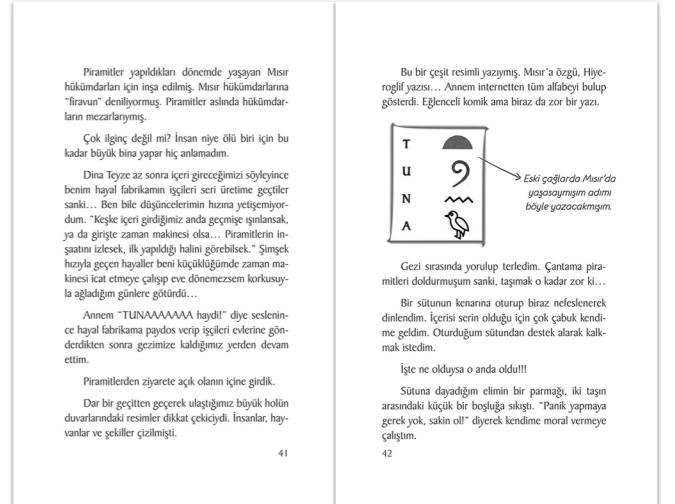 Piramitler yapıldıkları dönemde yaşayan Mısır
hükümdarları için inşa edilmiş. Mısır hükümdarlarına
“firavun” deniliyormuş. Piramitler aslında hükümdar-
ların mezarlarıymış.
Çok ilginç değil mi? İnsan niye ölü biri için bu
kadar büyük bina yapar hiç anlamadım.
Dina Teyze az sonra içeri gireceğimizi söyleyince
benim hayal fabrikamın işçileri seri üretime geçtiler
sanki... Ben bile düşüncelerimin hızına yetişemiyor-
dum. “Keşke içeri girdiğimiz anda geçmişe ışınlansak,
ya da girişte zaman makinesi olsa... Piramitlerin in-
şaatını izlesek, ilk yapıldığı halini görebilsek.” Şimşek
hızıyla geçen hayaller beni küçüklüğümde zaman ma-
kinesi icat etmeye çalışıp eve dönemezsem korkusuy-
la ağladığım günlere götürdü...
Annem “TUNAAAAAAA haydi!” diye seslenin-
ce hayal fabrikama paydos verip işçileri evlerine gön-
derdikten sonra gezimize kaldığımız yerden devam
ettim.
Piramitlerden ziyarete açık olanın içine girdik.
Dar bir geçitten geçerek ulaştığımız büyük holün
duvarlarındaki resimler dikkat çekiciydi. İnsanlar, hay-
vanlar ve şekiller çizilmişti.
41
Bu bir çeşit resimli yazıymış. Mısır’a özgü, Hiye-
roglif yazısı... Annem internetten tüm alfabeyi bulup
gösterdi. Eğlenceli komik ama biraz da zor bir yazı.
T
U
N
A
Eski çağlarda Mısır’da
yaşasaymışım adımı
böyle yazacakmışım.
Gezi sırasında yorulup terledim. Çantama pira-
mitleri doldurmuşum sanki, taşımak o kadar zor ki...
Bir sütunun kenarına oturup biraz nefeslenerek
dinlendim. İçerisi serin olduğu için çok çabuk kendi-
me geldim. Oturduğum sütundan destek alarak kalk-
mak istedim.
İşte ne olduysa o anda oldu!!!
Sütuna dayadığım elimin bir parmağı, iki taşın
arasındaki küçük bir boşluğa sıkıştı. “Panik yapmaya
gerek yok, sakin ol!” diyerek kendime moral vermeye
çalıştım.
42